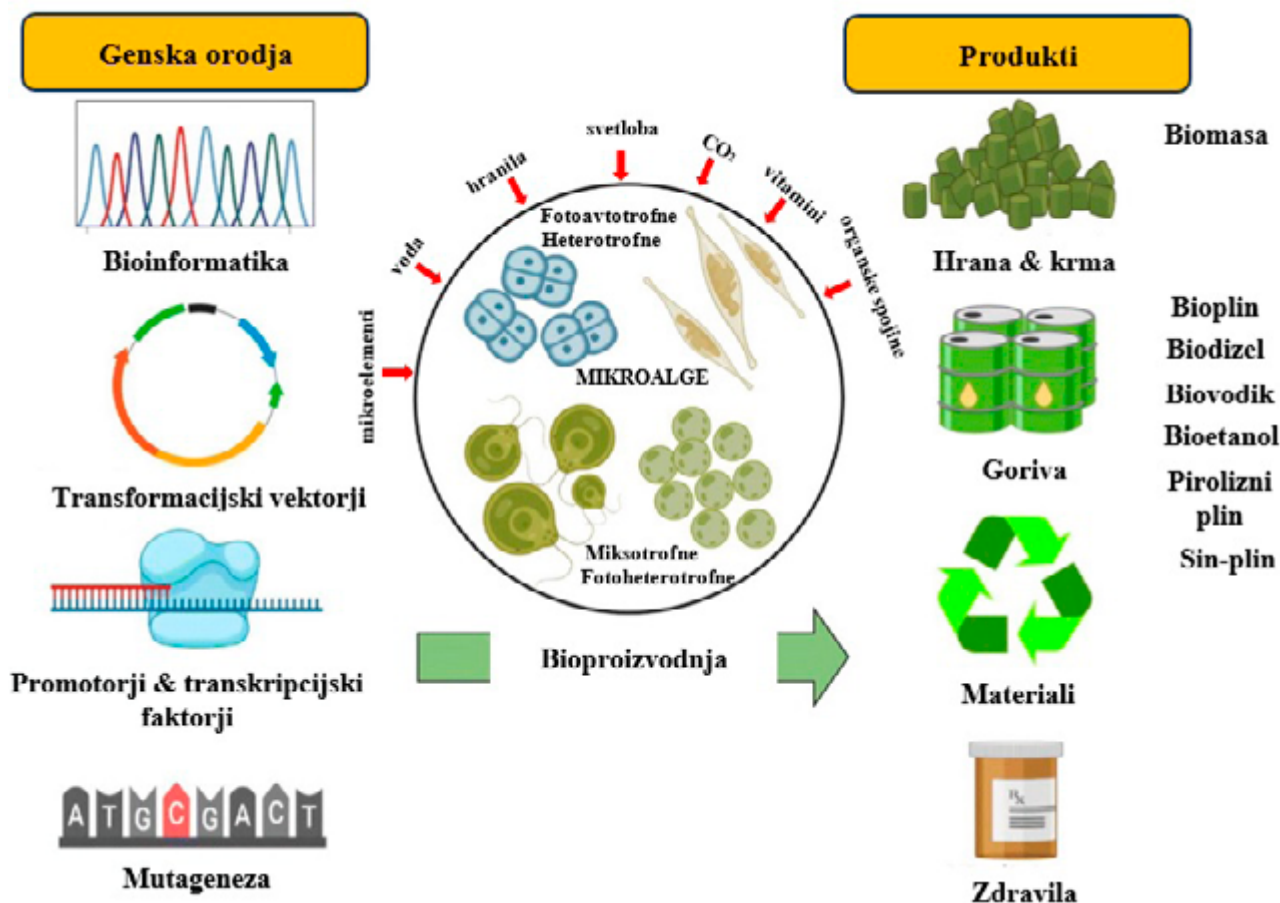 Genska orodja
Bioinformatika
Transformacijski vektorji
Promotorji & transkripcijski
faktorji
A T G C G A C T
Mutageneza
mikroelementi
voda
hranila
svetloba
CO₂
vitamini
organske spojine
Fotoavtotrofne
Heterotrofne
MIKROALGE
Miksotrofne
Fotoheterotrofne
Bioproizvodnja
Produkti
Biomasa
Hrana & krma
Bioplin
Biodizel
Biovodik
Bioetanol
Pirolizni
plin
Sin-plin
Goriva
Materiali
Rx
Zdravila